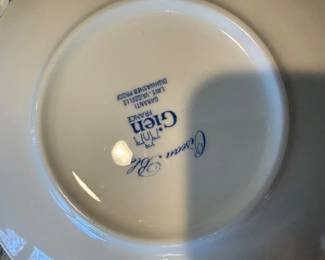 Oiseau Bleu
Gien
FRANCE
GARANTI
LAVE-VAISSELLE
DISHWASHER PROOF